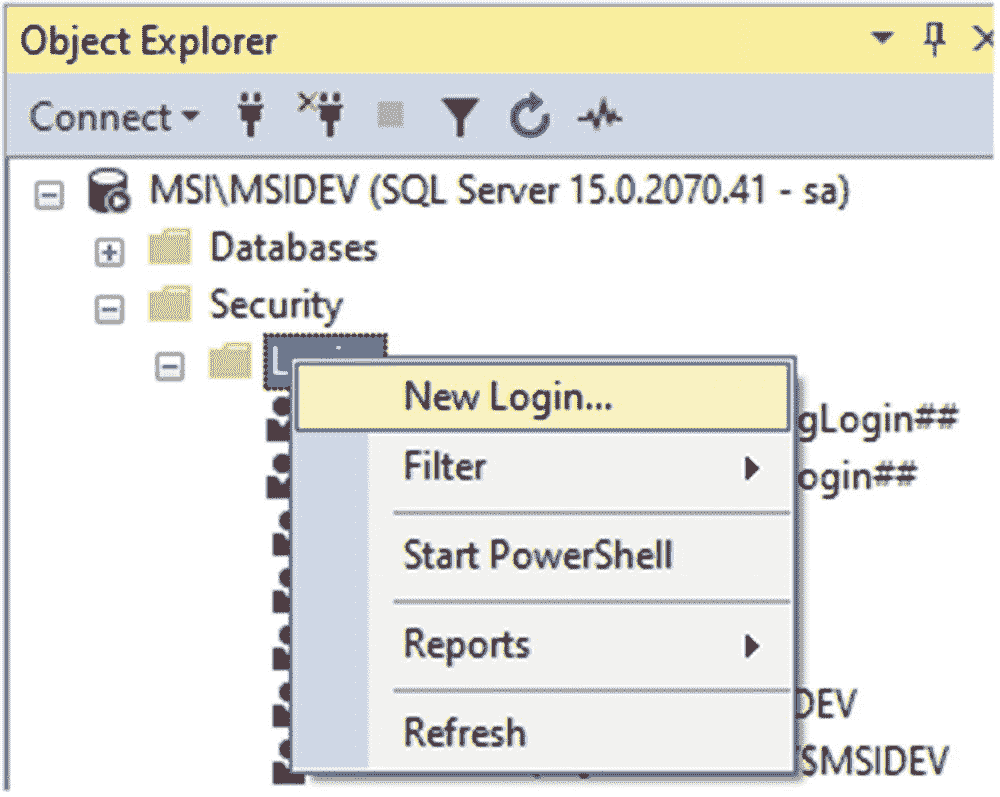 Object Explorer
Connect
MSI\MSIDEV (SQL Server 15.0.2070.41 - sa)
Databases
Security
New Login...
gLogin##
Filter
ogin##
Start PowerShell
Reports
DEV
Refresh
SMSIDEV